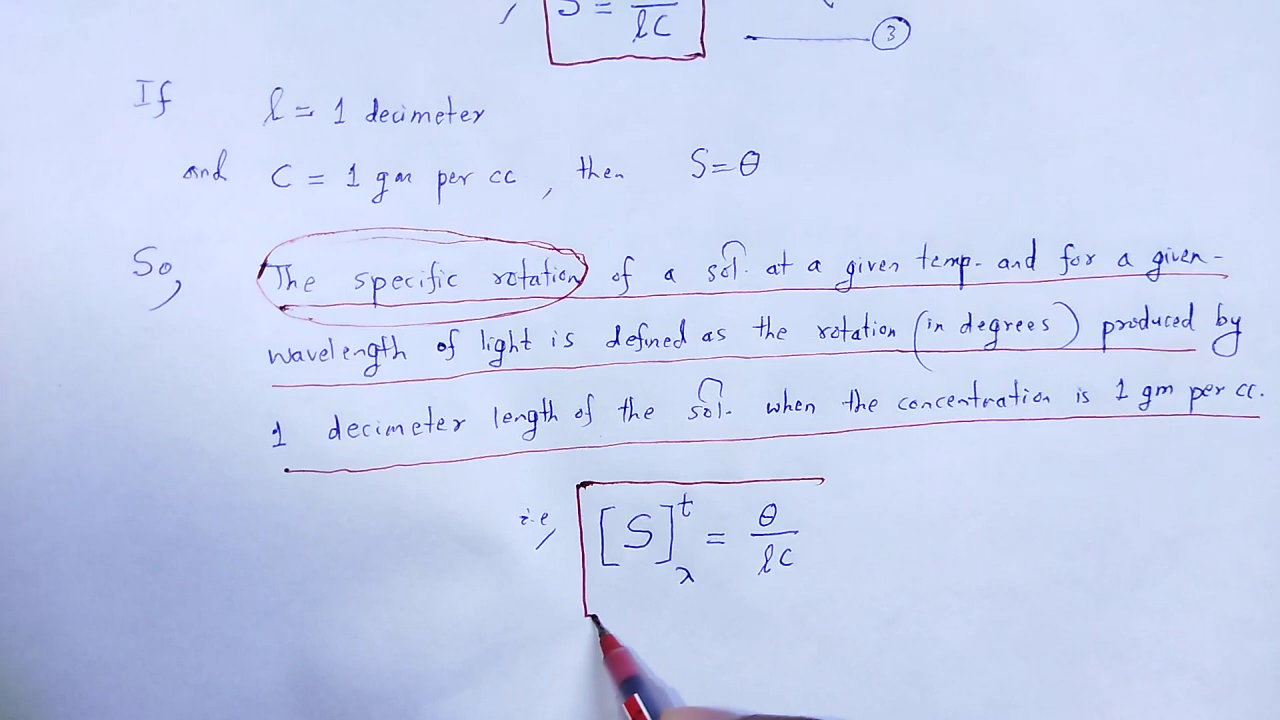 , S = / lC ③
If l = 1 decimeter
and C = 1 gm per cc , then S=θ
So, The specific rotation of a sol. at a given temp. and for a given-
wavelength of light is defined as the rotation (in degrees) produced by
1 decimeter length of the sol. when the concentration is 1 gm per cc.
i.e, [S]ᵗ_λ = θ / lC